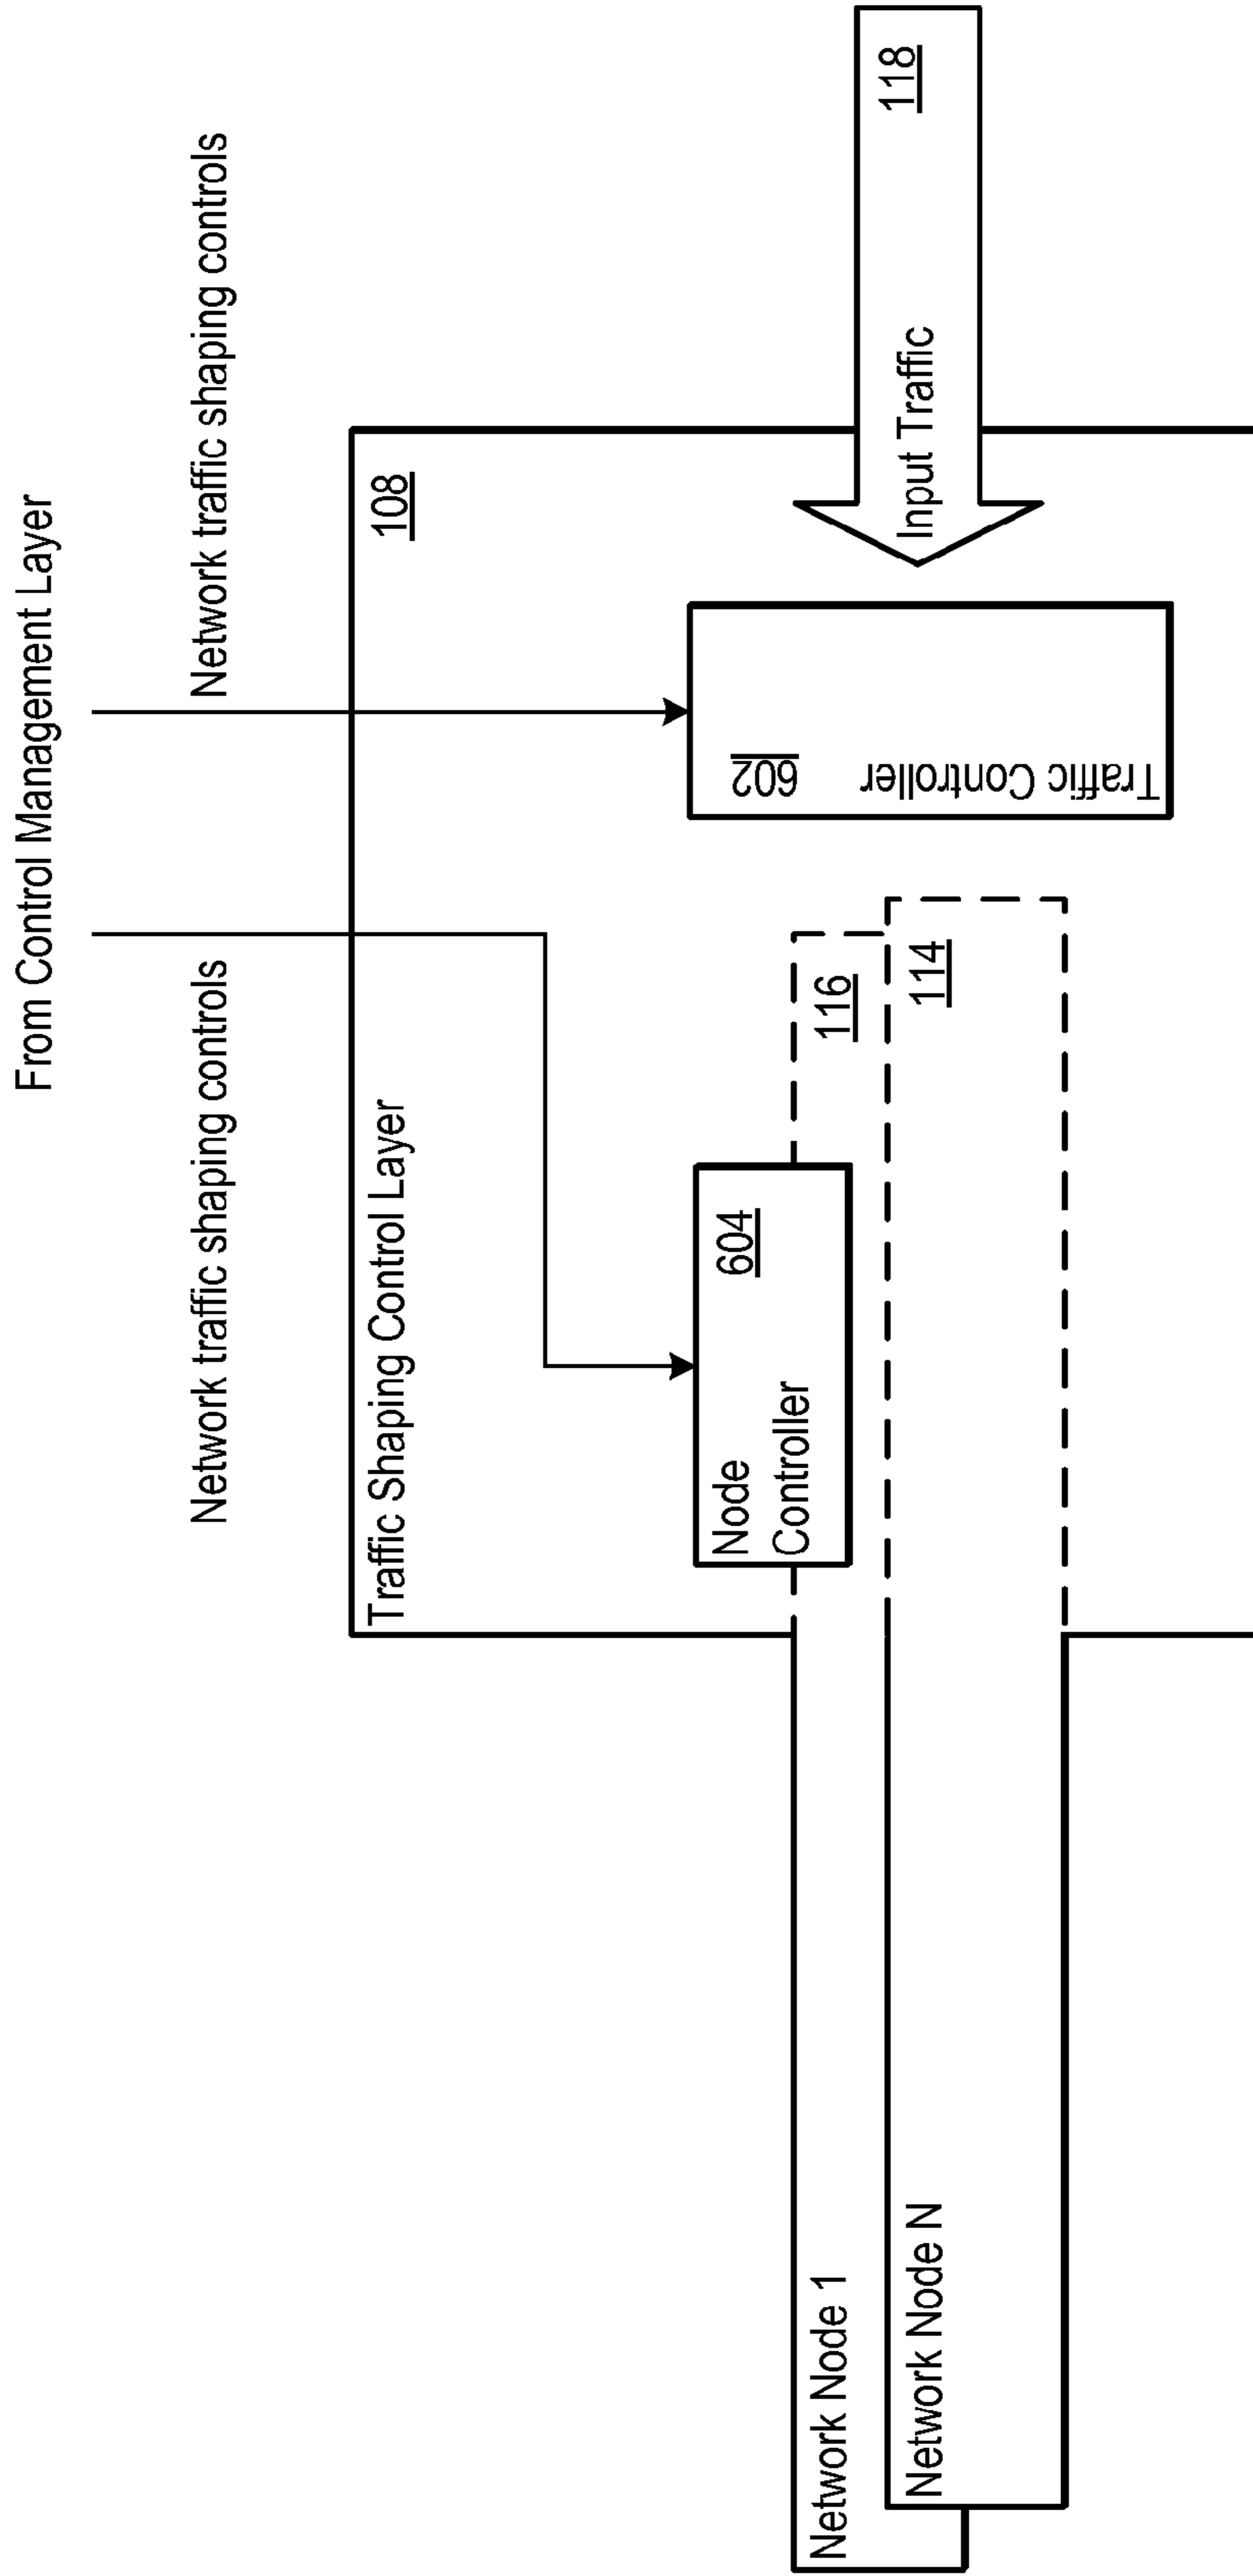 From Control Management Layer
Network traffic shaping controls
Network traffic shaping controls
Traffic Shaping Control Layer
108
Node
Controller
604
602
Traffic Controller
Input Traffic
118
116
114
Network Node 1
Network Node N